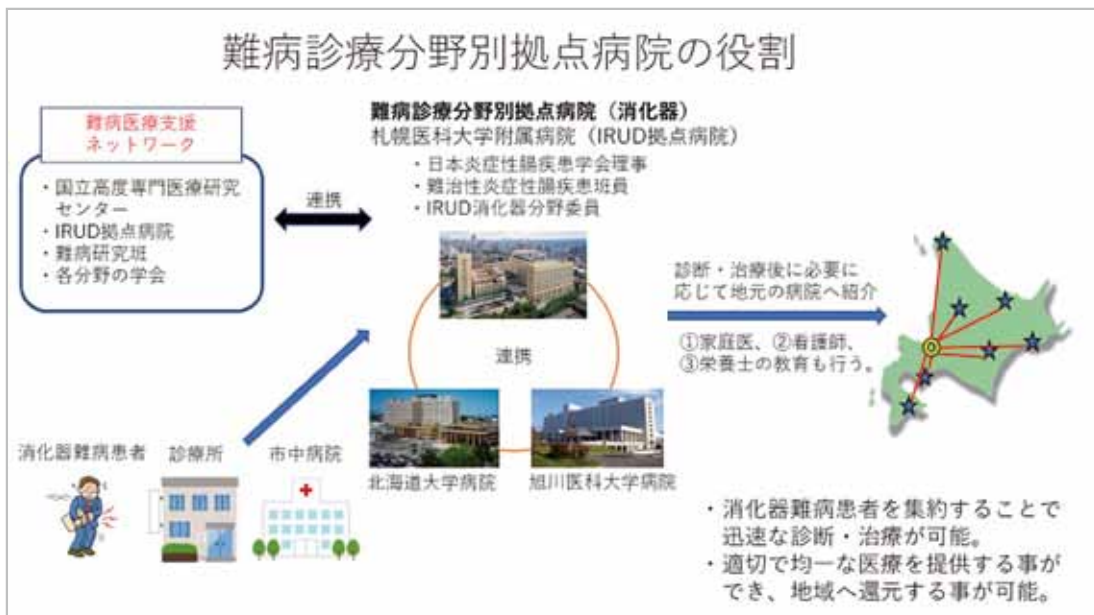 難病診療分野別拠点病院の役割
難病医療支援
ネットワーク
・国立高度専門医療研究
センター
・IRUD拠点病院
・難病研究班
・各分野の学会
連携
難病診療分野別拠点病院（消化器）
札幌医科大学附属病院（IRUD拠点病院）
・日本炎症性腸疾患学会理事
・難治性炎症性腸疾患班員
・IRUD消化器分野委員
連携
北海道大学病院
旭川医科大学病院
診断・治療後に必要に
応じて地元の病院へ紹介
①家庭医、②看護師、
③栄養士の教育も行う。
消化器難病患者
診療所
市中病院
・消化器難病患者を集約することで
迅速な診断・治療が可能。
・適切で均一な医療を提供する事が
でき、地域へ還元する事が可能。